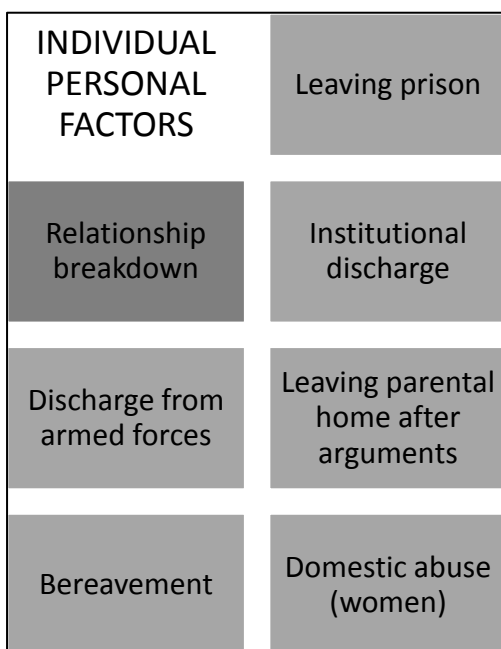 INDIVIDUAL
PERSONAL
FACTORS
Leaving prison
Relationship
breakdown
Institutional
discharge
Discharge from
armed forces
Leaving parental
home after
arguments
Bereavement
Domestic abuse
(women)